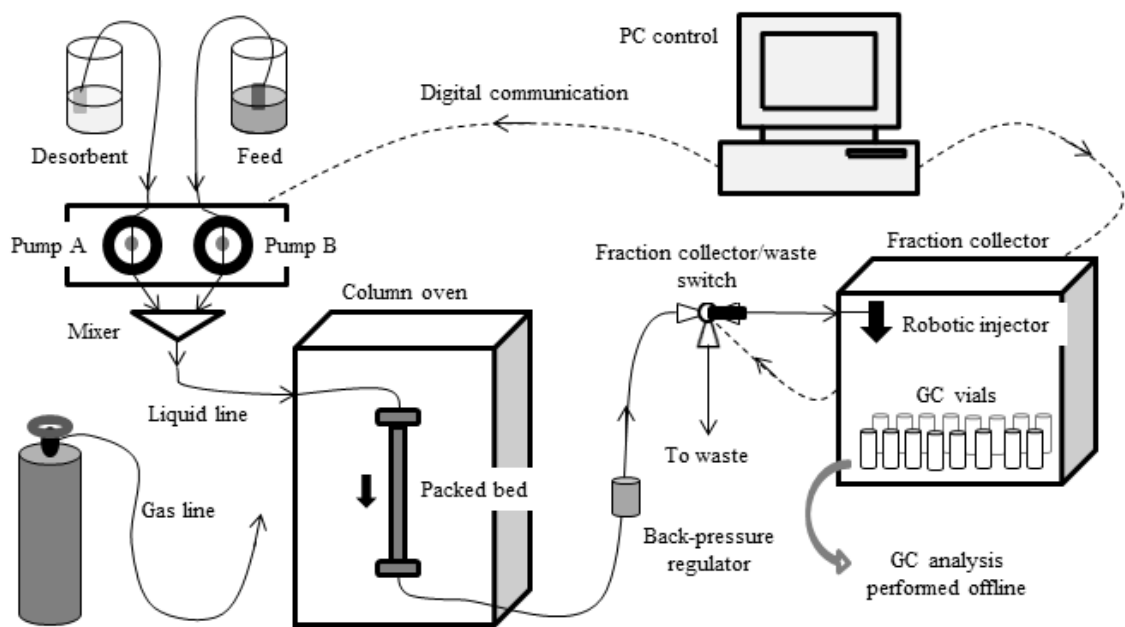 PC control
Digital communication
Desorbent
Feed
Pump A
Pump B
Fraction collector/waste
switch
Fraction collector
Column oven
Mixer
Robotic injector
Liquid line
GC vials
To waste
Packed bed
Gas line
Back-pressure
regulator
GC analysis
performed offline